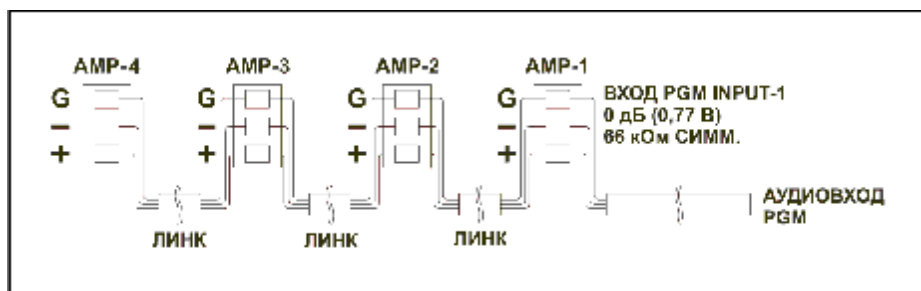 AMP-4 AMP-3 AMP-2 AMP-1
G G G G
– – – –
+ + + +
ВХОД PGM INPUT-1
0 дБ (0,77 В)
66 кОм СИММ.
АУДИОВХОД
PGM
ЛИНК ЛИНК ЛИНК